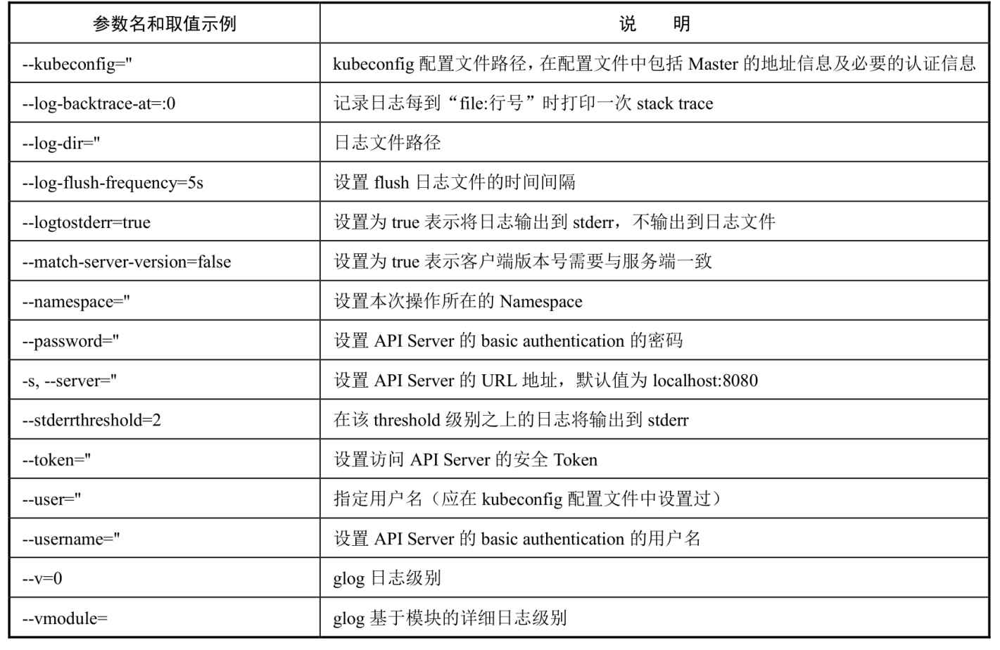 参数名和取值示例 说 明
--kubeconfig='' kubeconfig 配置文件路径，在配置文件中包括 Master 的地址信息及必要的认证信息
--log-backtrace-at=:0 记录日志每到“file:行号”时打印一次 stack trace
--log-dir='' 日志文件路径
--log-flush-frequency=5s 设置 flush 日志文件的时间间隔
--logtostderr=true 设置为 true 表示将日志输出到 stderr，不输出到日志文件
--match-server-version=false 设置为 true 表示客户端版本号需要与服务端一致
--namespace='' 设置本次操作所在的 Namespace
--password='' 设置 API Server 的 basic authentication 的密码
-s, --server='' 设置 API Server 的 URL 地址，默认值为 localhost:8080
--stderrthreshold=2 在该 threshold 级别之上的日志将输出到 stderr
--token='' 设置访问 API Server 的安全 Token
--user='' 指定用户名（应在 kubeconfig 配置文件中设置过）
--username='' 设置 API Server 的 basic authentication 的用户名
--v=0 glog 日志级别
--vmodule= glog 基于模块的详细日志级别